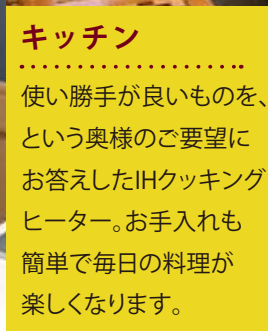 キッチン
使い勝手が良いものを、
という奥様のご要望に
お答えしたIHクッキング
ヒーター。お手入れも
簡単で毎日の料理が
楽しくなります。